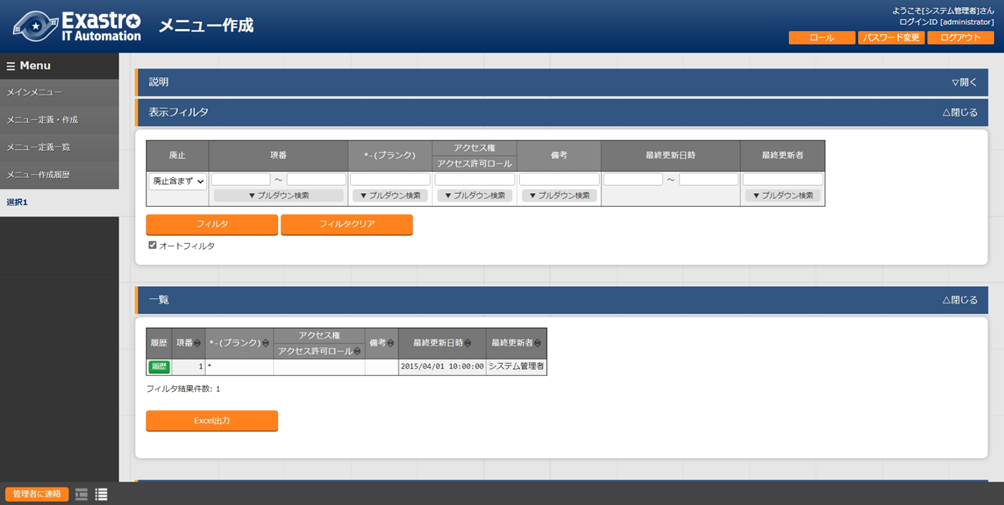 Exastro
IT Automation
メニュー作成
ようこそ[システム管理者]さん
ログインID [administrator]
ロール
パスワード変更
ログアウト
Menu
メインメニュー
メニュー定義・作成
メニュー定義一覧
メニュー作成履歴
選択1
説明
▽開く
表示フィルタ
△閉じる
廃止
項番
*-(ブランク)
アクセス権
アクセス許可ロール
備考
最終更新日時
最終更新者
廃止含まず
～
～
▼ プルダウン検索
▼ プルダウン検索
▼ プルダウン検索
▼ プルダウン検索
▼ プルダウン検索
フィルタ
フィルタクリア
オートフィルタ
一覧
△閉じる
履歴
項番
*-(ブランク)
アクセス権
アクセス許可ロール
備考
最終更新日時
最終更新者
履歴
1
*
2015/04/01 10:00:00
システム管理者
フィルタ結果件数: 1
Excel出力
管理者に連絡